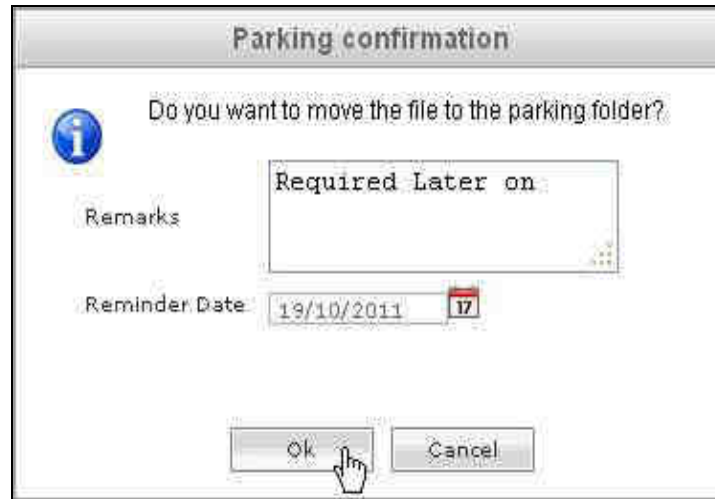 Parking confirmation
Do you want to move the file to the parking folder?
Remarks
Required Later on
Reminder Date
19/10/2011
17
Ok
Cancel